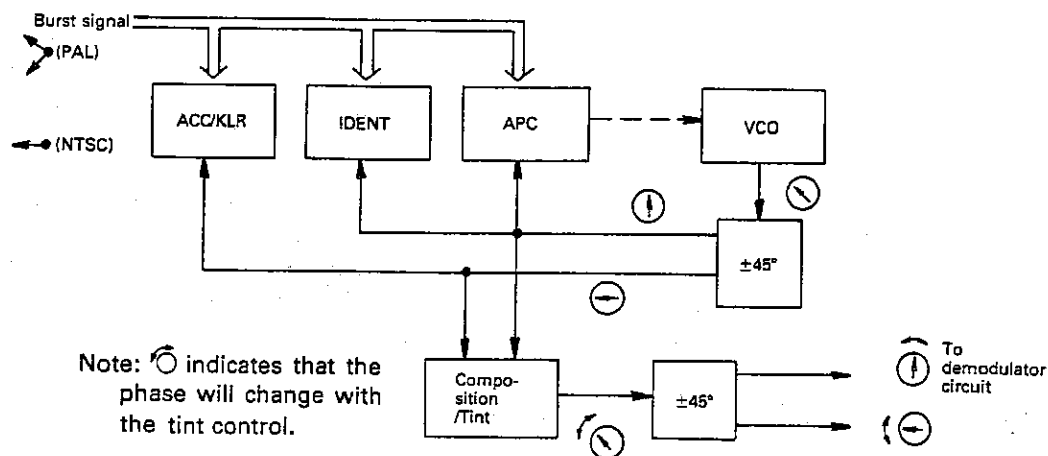 Burst signal
(PAL)
(NTSC)
ACC/KLR
IDENT
APC
VCO
±45°
Compo-
sition
/Tint
±45°
To
demodulator
circuit
Note: indicates that the
phase will change with
the tint control.